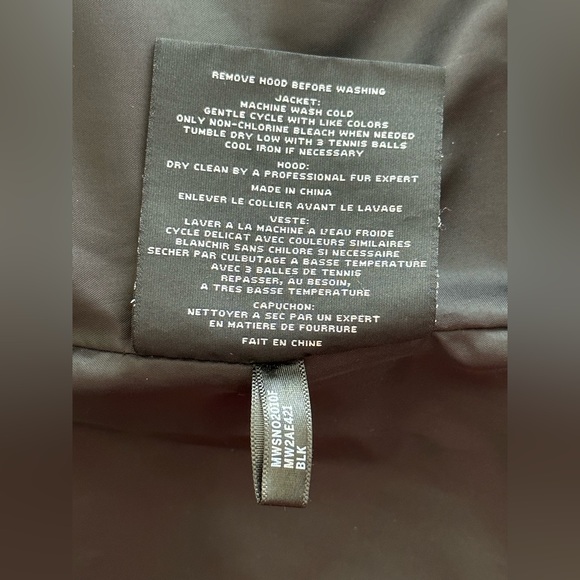 REMOVE HOOD BEFORE WASHING
JACKET:
MACHINE WASH COLD
GENTLE CYCLE WITH LIKE COLORS
ONLY NON-CHLORINE BLEACH WHEN NEEDED
TUMBLE DRY LOW WITH 3 TENNIS BALLS
COOL IRON IF NECESSARY
HOOD:
DRY CLEAN BY A PROFESSIONAL FUR EXPERT
MADE IN CHINA
ENLEVER LE COLLIER AVANT LE LAVAGE
VESTE:
LAVER A LA MACHINE A L'EAU FROIDE
CYCLE DELICAT AVEC COULEURS SIMILAIRES
BLANCHIR SANS CHILORE SI NECESSAIRE
SECHER PAR CULBUTAGE A BASSE TEMPERATURE
AVEC 3 BALLES DE TENNIS
REPASSER, AU BESOIN,
A TRES BASSE TEMPERATURE
CAPUCHON:
NETTOYER A SEC PAR UN EXPERT
EN MATIERE DE FOURRURE
FAIT EN CHINE
MWSNO2010F
MW2AE421
BLK